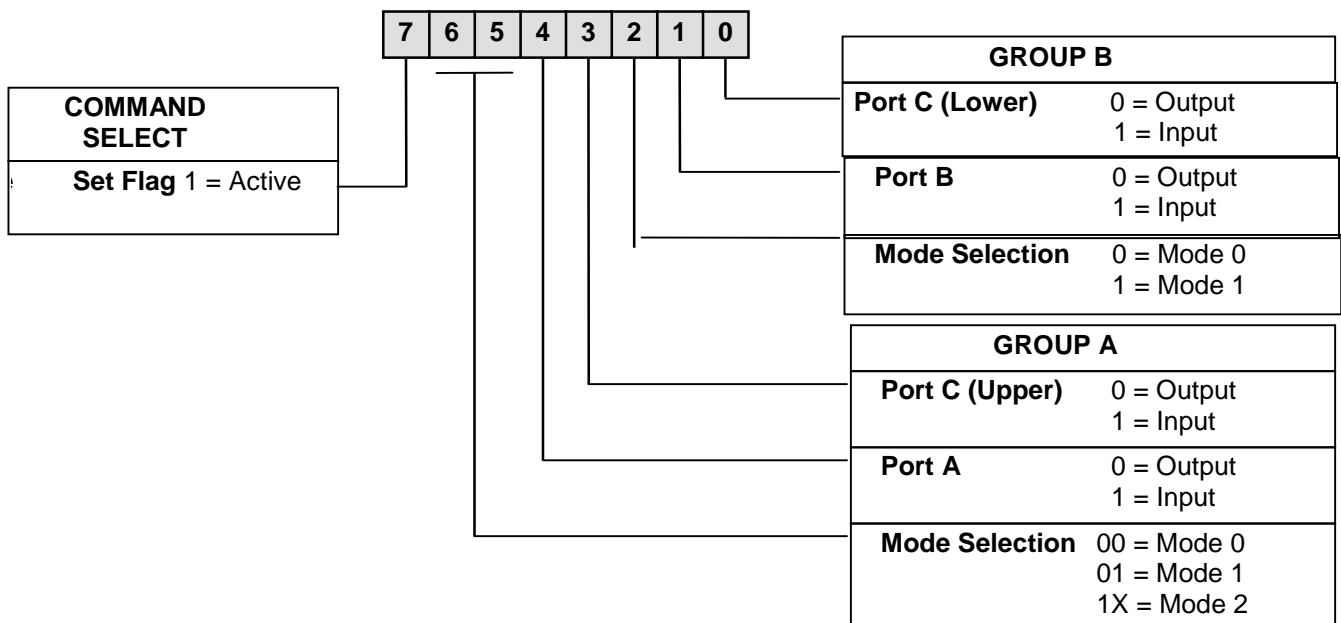 7 6 5 4 3 2 1 0
COMMAND
SELECT
Set Flag 1 = Active
GROUP B
Port C (Lower) 0 = Output
1 = Input
Port B 0 = Output
1 = Input
Mode Selection 0 = Mode 0
1 = Mode 1
GROUP A
Port C (Upper) 0 = Output
1 = Input
Port A 0 = Output
1 = Input
Mode Selection 00 = Mode 0
01 = Mode 1
1X = Mode 2